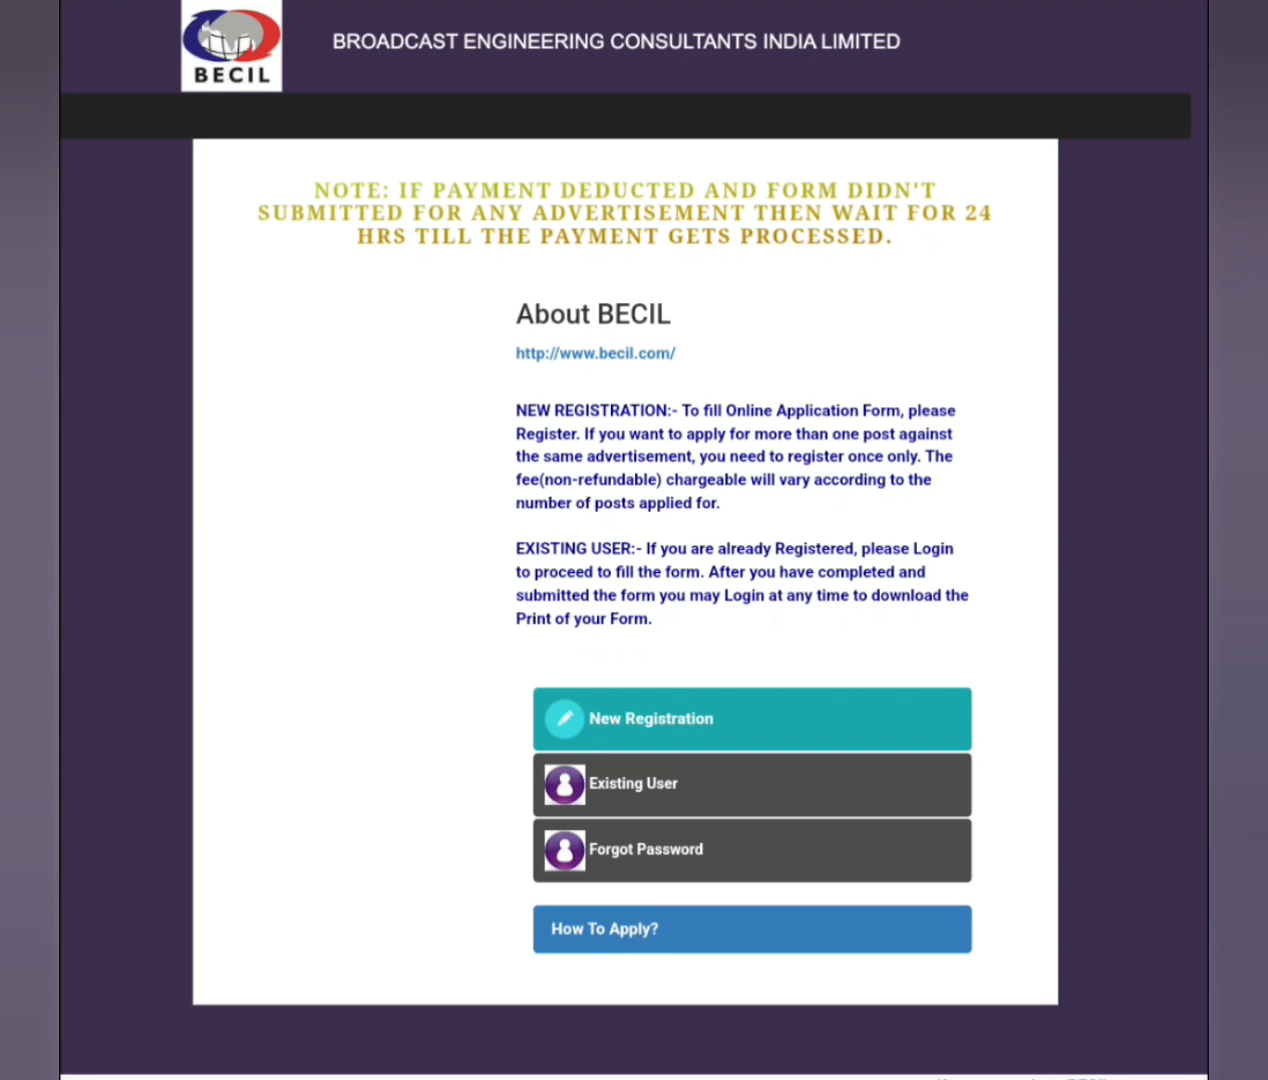 BECIL
BROADCAST ENGINEERING CONSULTANTS INDIA LIMITED
NOTE: IF PAYMENT DEDUCTED AND FORM DIDN'T
SUBMITTED FOR ANY ADVERTISEMENT THEN WAIT FOR 24
HRS TILL THE PAYMENT GETS PROCESSED.
About BECIL
http://www.becil.com/
NEW REGISTRATION:- To fill Online Application Form, please
Register. If you want to apply for more than one post against
the same advertisement, you need to register once only. The
fee(non-refundable) chargeable will vary according to the
number of posts applied for.
EXISTING USER:- If you are already Registered, please Login
to proceed to fill the form. After you have completed and
submitted the form you may Login at any time to download the
Print of your Form.
New Registration
Existing User
Forgot Password
How To Apply?